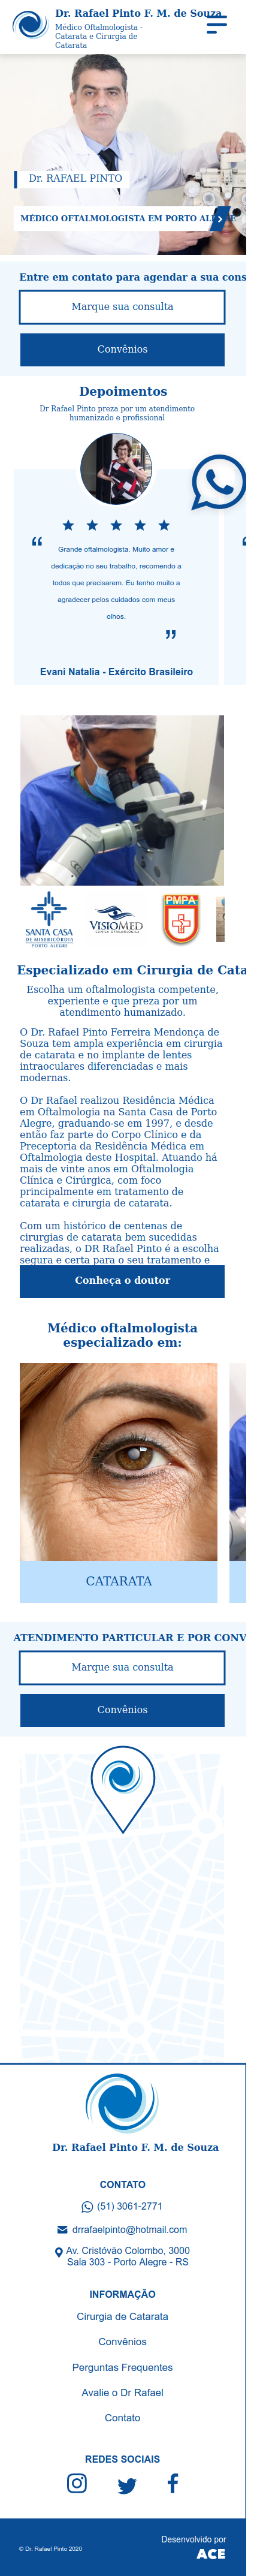 Dr. Rafael Pinto F. M. de Souza
Médico Oftalmologista -
Catarata e Cirurgia de
Catarata
Dr. RAFAEL PINTO
MÉDICO OFTALMOLOGISTA EM PORTO ALEGRE
Entre em contato para agendar a sua cons
Marque sua consulta
Convênios
Depoimentos
Dr Rafael Pinto preza por um atendimento
humanizado e profissional
“
Grande oftalmologista. Muito amor e
dedicação no seu trabalho, recomendo a
todos que precisarem. Eu tenho muito a
agradecer pelos cuidados com meus
olhos.
”
Evani Natalia - Exército Brasileiro
SANTA CASA
DE MISERICÓRDIA
PORTO ALEGRE
VISIOMED
CLÍNICA OFTALMOLÓGICA
PMPA
Especializado em Cirurgia de Cata
Escolha um oftalmologista competente,
experiente e que preza por um
atendimento humanizado.
O Dr. Rafael Pinto Ferreira Mendonça de
Souza tem ampla experiência em cirurgia
de catarata e no implante de lentes
intraoculares diferenciadas e mais
modernas.
O Dr Rafael realizou Residência Médica
em Oftalmologia na Santa Casa de Porto
Alegre, graduando-se em 1997, e desde
então faz parte do Corpo Clínico e da
Preceptoria da Residência Médica em
Oftalmologia deste Hospital. Atuando há
mais de vinte anos em Oftalmologia
Clínica e Cirúrgica, com foco
principalmente em tratamento de
catarata e cirurgia de catarata.
Com um histórico de centenas de
cirurgias de catarata bem sucedidas
realizadas, o DR Rafael Pinto é a escolha
segura e certa para o seu tratamento e
Conheça o doutor
Médico oftalmologista
especializado em:
CATARATA
ATENDIMENTO PARTICULAR E POR CONV
Marque sua consulta
Convênios
Dr. Rafael Pinto F. M. de Souza
CONTATO
(51) 3061-2771
drrafaelpinto@hotmail.com
Av. Cristóvão Colombo, 3000
Sala 303 - Porto Alegre - RS
INFORMAÇÃO
Cirurgia de Catarata
Convênios
Perguntas Frequentes
Avalie o Dr Rafael
Contato
REDES SOCIAIS
Desenvolvido por
© Dr. Rafael Pinto 2020
ACE